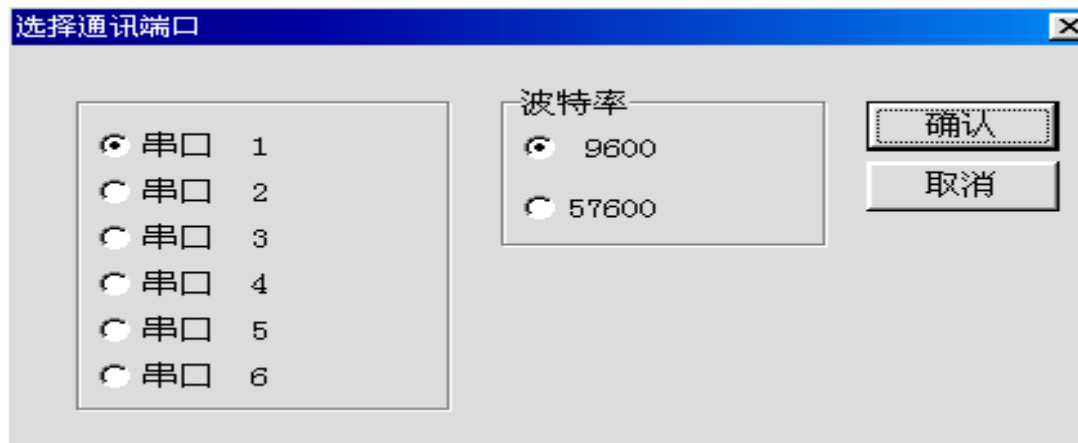 选择通讯端口
串口 1
串口 2
串口 3
串口 4
串口 5
串口 6
波特率
9600
57600
确认
取消